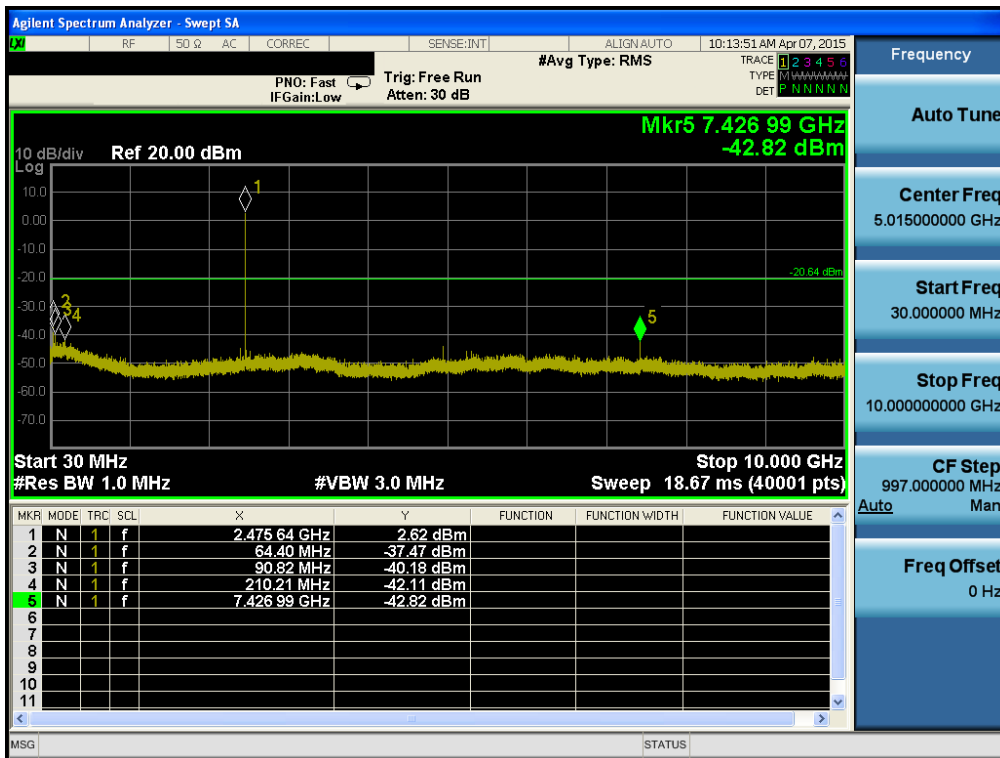 Agilent Spectrum Analyzer - Swept SA
LXI RF 50 Ω AC CORREC SENSE:INT ALIGN AUTO 10:13:51 AM Apr 07, 2015
#Avg Type: RMS
TRACE 1 2 3 4 5 6
PNO: Fast Trig: Free Run
TYPE M WWWWW
IFGain:Low Atten: 30 dB
DET P N N N N N
Mkr5 7.426 99 GHz
-42.82 dBm
10 dB/div Ref 20.00 dBm
Log
10.0
0.00
-10.0
-20.0
-30.0
-40.0
-50.0
-60.0
-70.0
1
-20.64 dBm
2
3
4
5
Start 30 MHz Stop 10.000 GHz
#Res BW 1.0 MHz #VBW 3.0 MHz Sweep 18.67 ms (40001 pts)
MKR MODE TRC SCL X Y FUNCTION FUNCTION WIDTH FUNCTION VALUE
1 N 1 f 2.475 64 GHz 2.62 dBm
2 N 1 f 64.40 MHz -37.47 dBm
3 N 1 f 90.82 MHz -40.18 dBm
4 N 1 f 210.21 MHz -42.11 dBm
5 N 1 f 7.426 99 GHz -42.82 dBm
6
7
8
9
10
11
MSG STATUS
Frequency
Auto Tune
Center Freq
5.015000000 GHz
Start Freq
30.000000 MHz
Stop Freq
10.000000000 GHz
CF Step
997.000000 MHz
Auto Man
Freq Offset
0 Hz